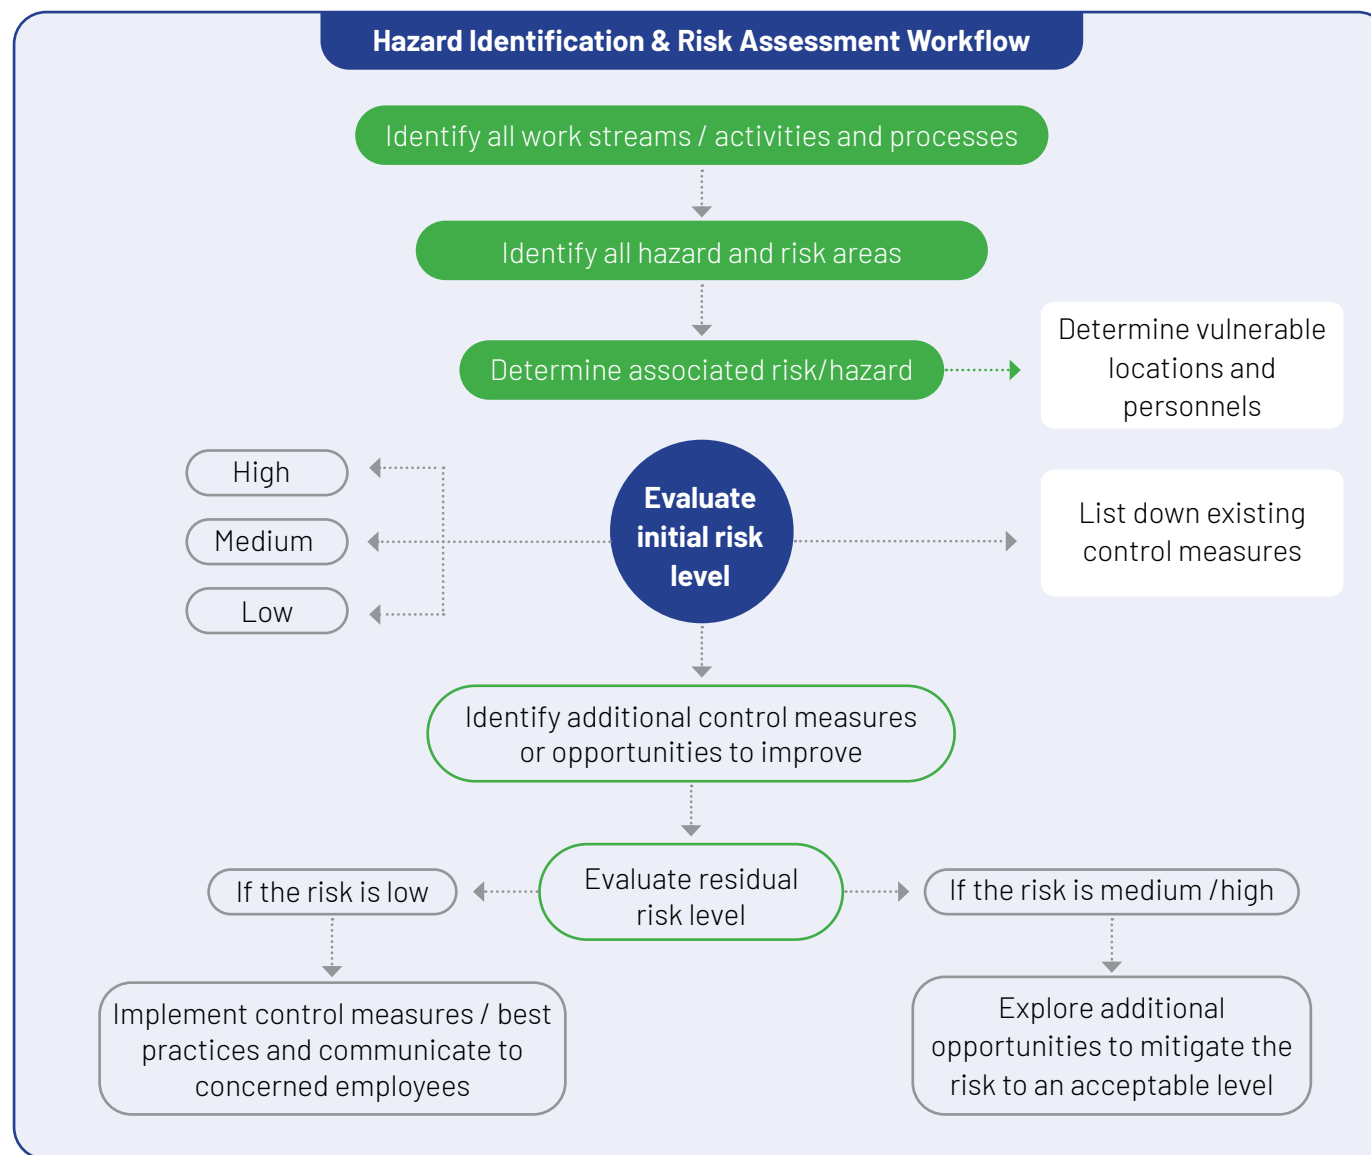 Hazard Identification & Risk Assessment Workflow
Identify all work streams / activities and processes
Identify all hazard and risk areas
Determine associated risk/hazard
Determine vulnerable
locations and
personnels
High
Medium
Low
Evaluate
initial risk
level
List down existing
control measures
Identify additional control measures
or opportunities to improve
Evaluate residual
risk level
If the risk is low
If the risk is medium /high
Implement control measures / best
practices and communicate to
concerned employees
Explore additional
opportunities to mitigate the
risk to an acceptable level